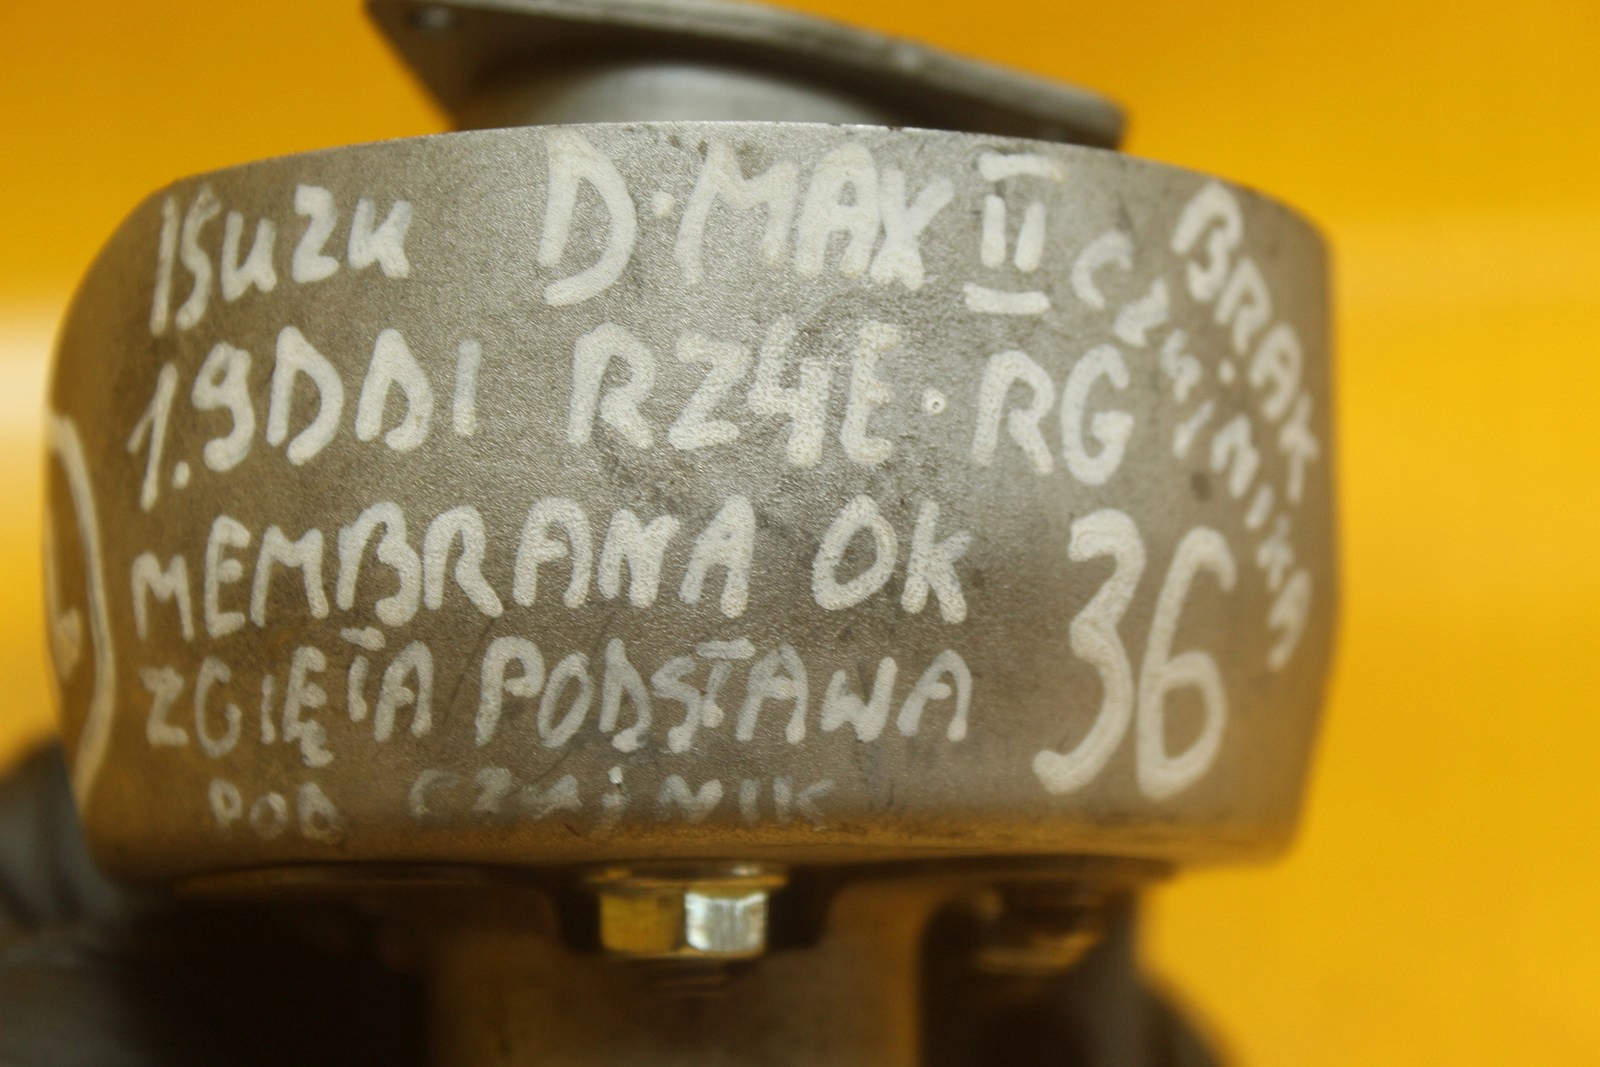 ISUZU D-MAX II
1.9DDI RZ4E-RG
MEMBRANA OK
ZGIĘTA PODSTAWA
POD CZUJNIK
36
BRAK
CZUJNIKA